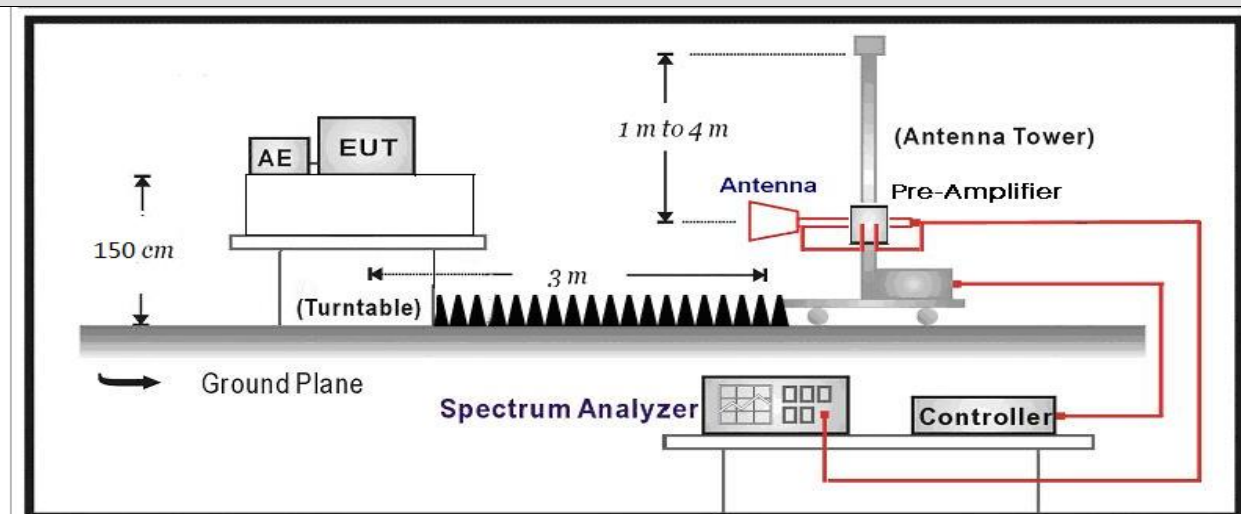 1 m to 4 m
(Antenna Tower)
AE
EUT
Antenna
Pre-Amplifier
150 cm
3 m
(Turntable)
Ground Plane
Spectrum Analyzer
Controller